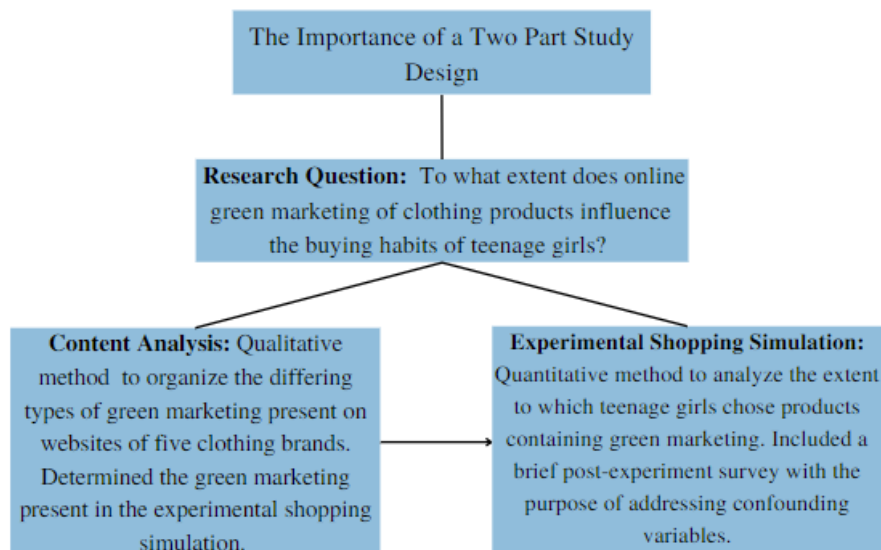 The Importance of a Two Part Study
Design
Research Question: To what extent does online
green marketing of clothing products influence
the buying habits of teenage girls?
Content Analysis: Qualitative
method to organize the differing
types of green marketing present on
websites of five clothing brands.
Determined the green marketing
present in the experimental shopping
simulation.
Experimental Shopping Simulation:
Quantitative method to analyze the extent
to which teenage girls chose products
containing green marketing. Included a
brief post-experiment survey with the
purpose of addressing confounding
variables.